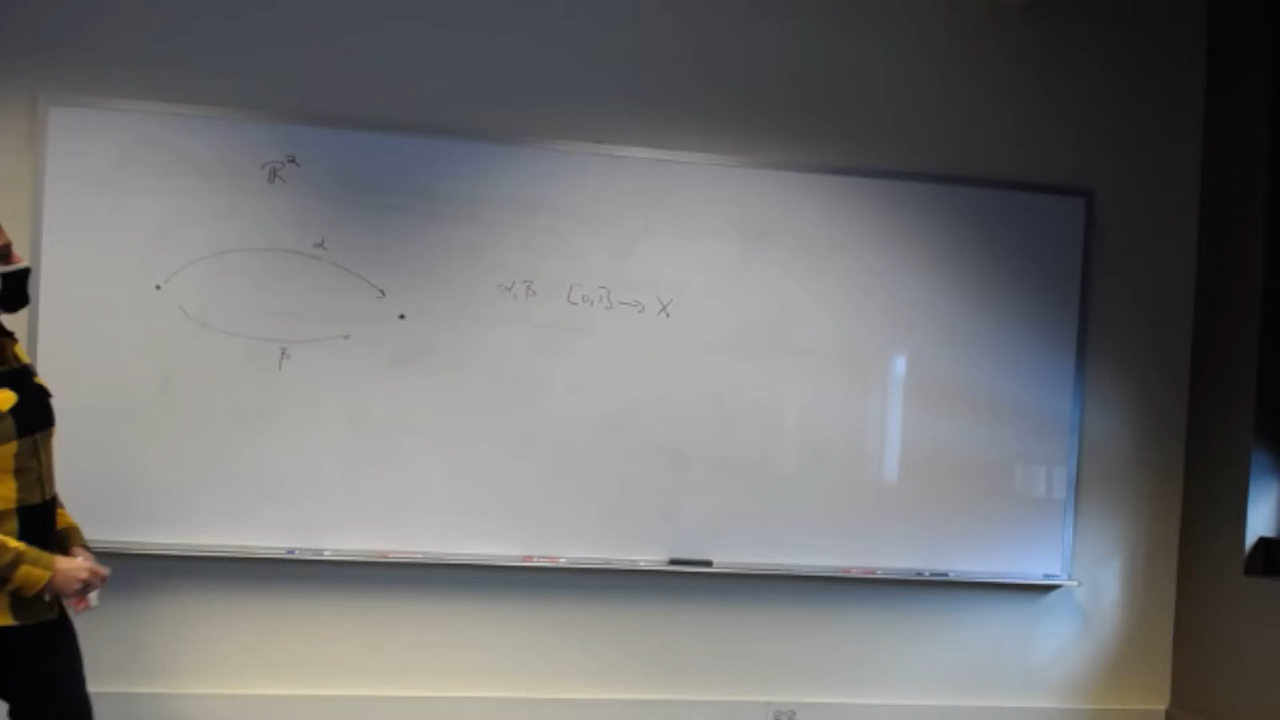 ℝ²
α
α, β [0,1] → X
β